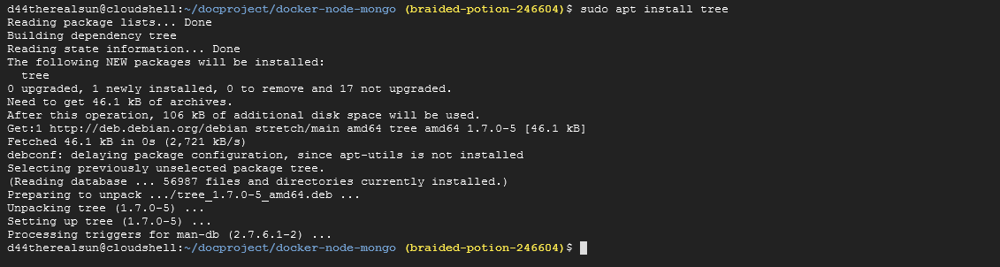 d44therealsun@cloudshell:~/docproject/docker-node-mongo (braided-potion-246604)$ sudo apt install tree
Reading package lists... Done
Building dependency tree
Reading state information... Done
The following NEW packages will be installed:
  tree
0 upgraded, 1 newly installed, 0 to remove and 17 not upgraded.
Need to get 46.1 kB of archives.
After this operation, 106 kB of additional disk space will be used.
Get:1 http://deb.debian.org/debian stretch/main amd64 tree amd64 1.7.0-5 [46.1 kB]
Fetched 46.1 kB in 0s (2,721 kB/s)
debconf: delaying package configuration, since apt-utils is not installed
Selecting previously unselected package tree.
(Reading database ... 56987 files and directories currently installed.)
Preparing to unpack .../tree_1.7.0-5_amd64.deb ...
Unpacking tree (1.7.0-5) ...
Setting up tree (1.7.0-5) ...
Processing triggers for man-db (2.7.6.1-2) ...
d44therealsun@cloudshell:~/docproject/docker-node-mongo (braided-potion-246604)$